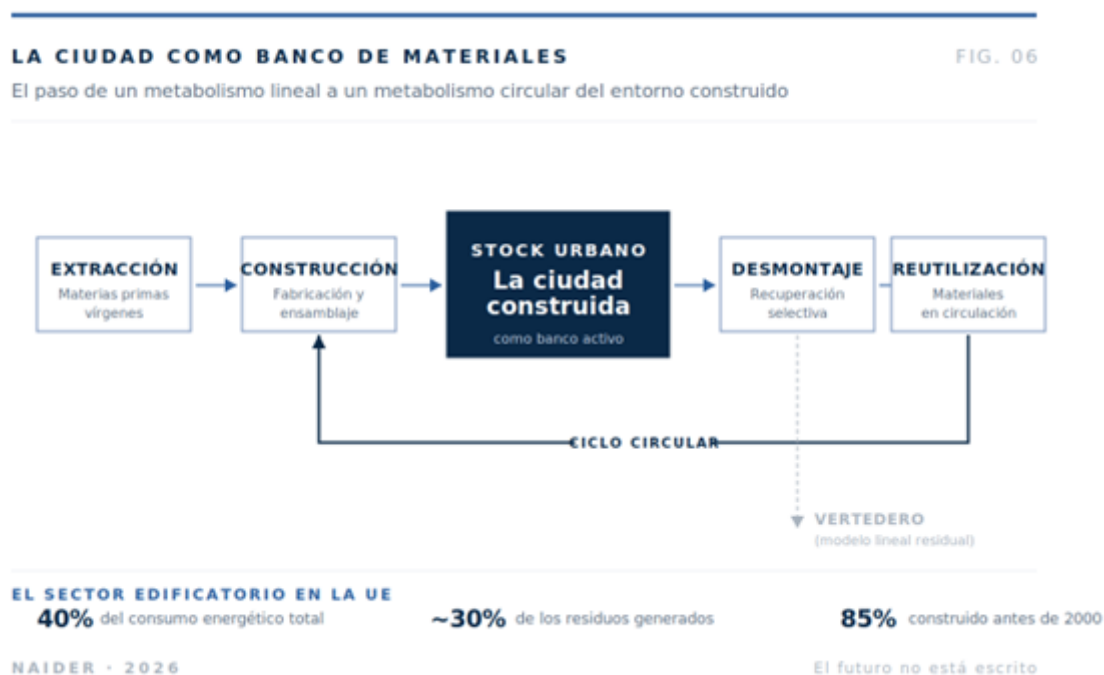 LA CIUDAD COMO BANCO DE MATERIALES
FIG. 06
El paso de un metabolismo lineal a un metabolismo circular del entorno construido
EXTRACCIÓN
Materias primas
vírgenes
CONSTRUCCIÓN
Fabricación y
ensamblaje
STOCK URBANO
La ciudad
construida
como banco activo
DESMONTAJE
Recuperación
selectiva
REUTILIZACIÓN
Materiales
en circulación
CICLO CIRCULAR
VERTEDERO
(modelo lineal residual)
EL SECTOR EDIFICATORIO EN LA UE
40% del consumo energético total
~30% de los residuos generados
85% construido antes de 2000
NAIDER · 2026
El futuro no está escrito